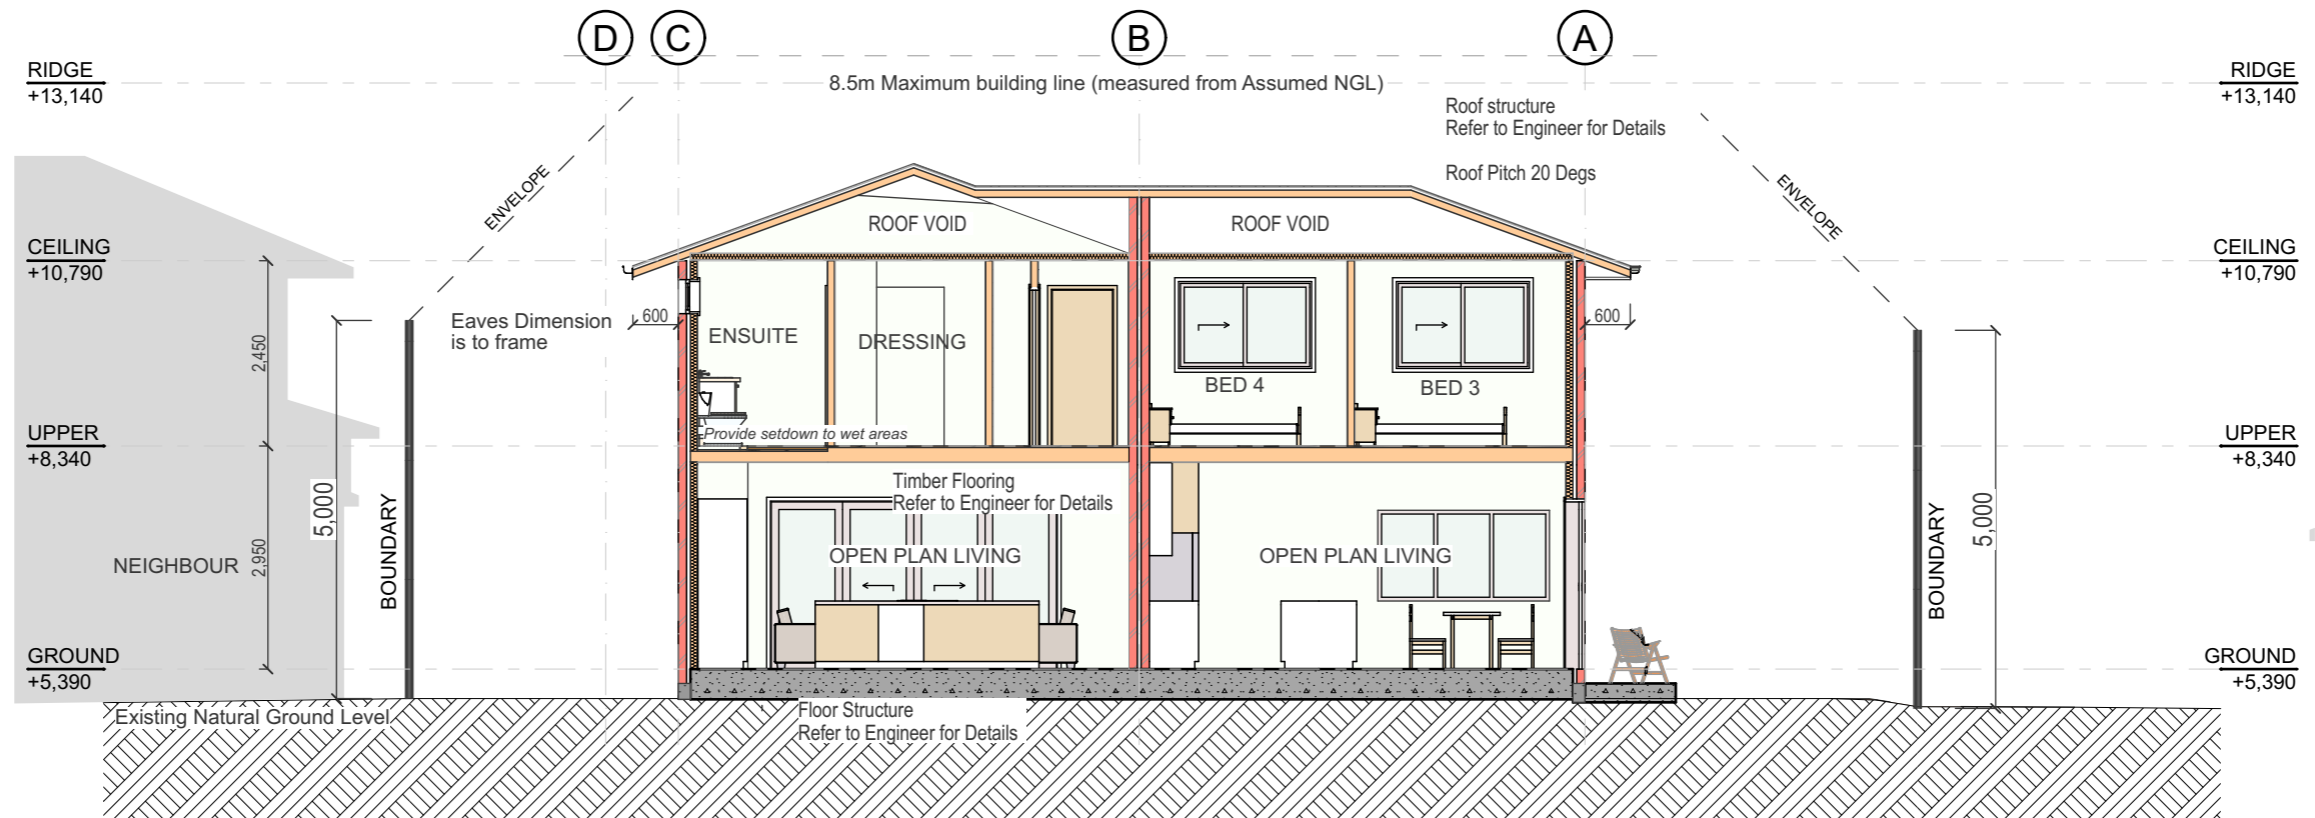 D C B A
RIDGE
+13,140
8.5m Maximum building line (measured from Assumed NGL)
RIDGE
+13,140
Roof structure
Refer to Engineer for Details
Roof Pitch 20 Degs
ENVELOPE
ENVELOPE
ROOF VOID
ROOF VOID
CEILING
+10,790
CEILING
+10,790
Eaves Dimension
is to frame
600
600
2,450
ENSUITE
DRESSING
BED 4
BED 3
UPPER
+8,340
Provide setdown to wet areas
UPPER
+8,340
Timber Flooring
Refer to Engineer for Details
5,000
BOUNDARY
NEIGHBOUR
2,950
OPEN PLAN LIVING
OPEN PLAN LIVING
BOUNDARY
5,000
GROUND
+5,390
GROUND
+5,390
Existing Natural Ground Level
Floor Structure
Refer to Engineer for Details